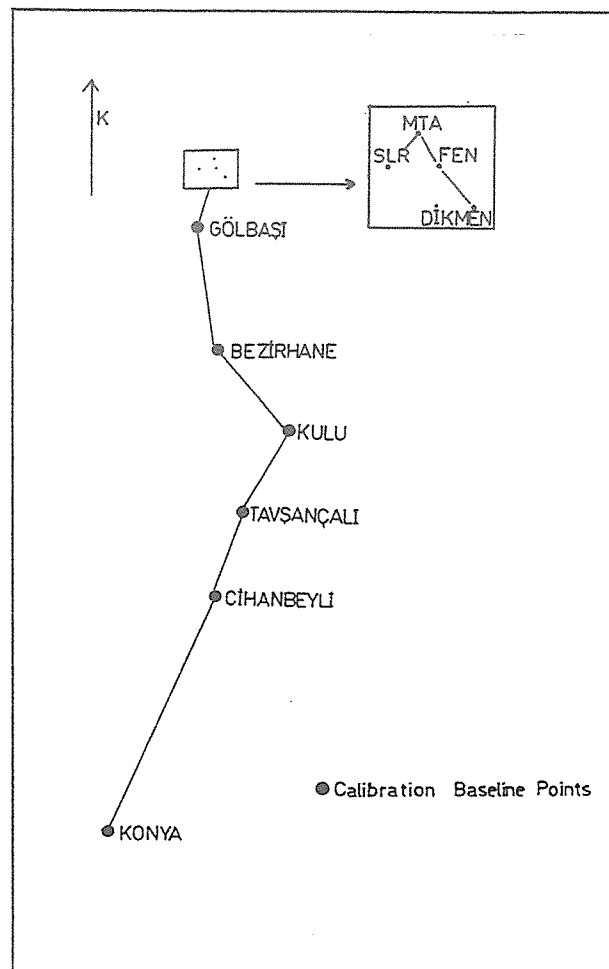 K
MTA
SLR FEN
DİKMEN
GÖLBAŞI
BEZİRHANE
KULU
TAVŞANÇALI
CİHANBEYLİ
Calibration Baseline Points
KONYA